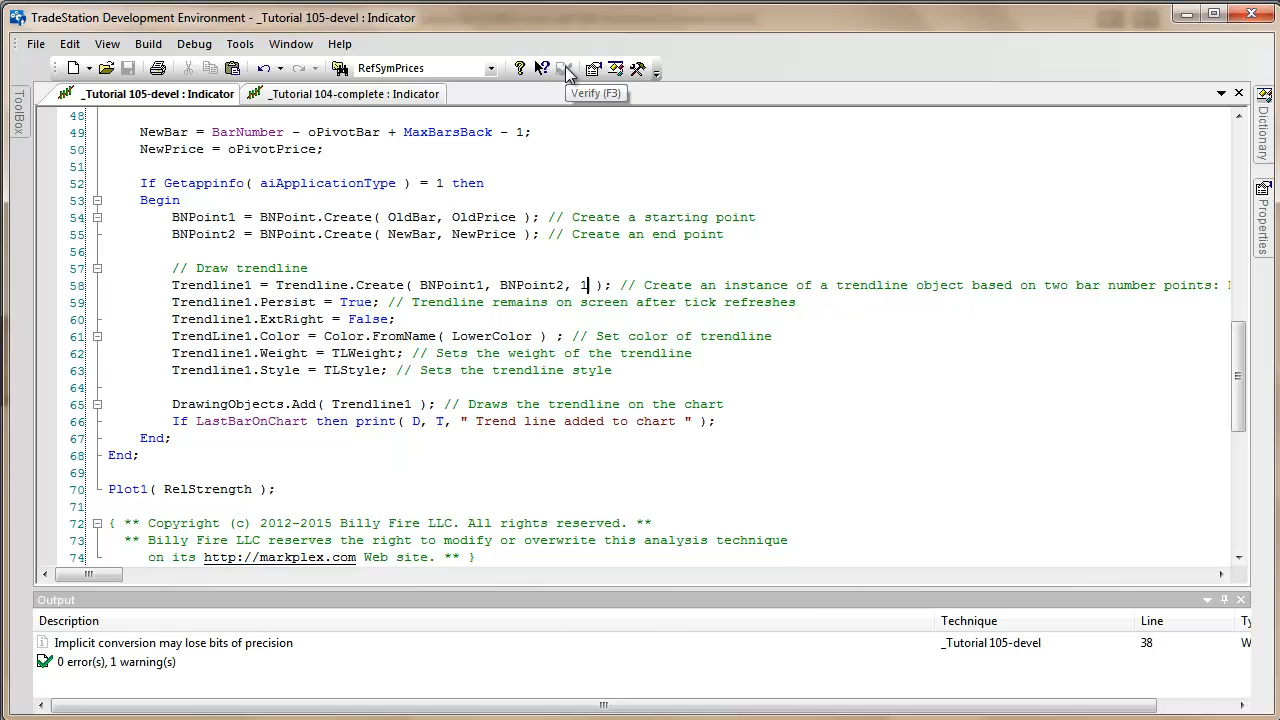 TradeStation Development Environment - _Tutorial 105-devel : Indicator
File Edit View Build Debug Tools Window Help
RefSymPrices
Verify (F3)
_Tutorial 105-devel : Indicator _Tutorial 104-complete : Indicator
ToolBox
Dictionary
Properties
48
49 NewBar = BarNumber - oPivotBar + MaxBarsBack - 1;
50 NewPrice = oPivotPrice;
51
52 If Getappinfo( aiApplicationType ) = 1 then
53 Begin
54 BNPoint1 = BNPoint.Create( OldBar, OldPrice ); // Create a starting point
55 BNPoint2 = BNPoint.Create( NewBar, NewPrice ); // Create an end point
56
57 // Draw trendline
58 Trendline1 = Trendline.Create( BNPoint1, BNPoint2, 1 ); // Create an instance of a trendline object based on two bar number points:
59 Trendline1.Persist = True; // Trendline remains on screen after tick refreshes
60 Trendline1.ExtRight = False;
61 TrendLine1.Color = Color.FromName( LowerColor ) ; // Set color of trendline
62 Trendline1.Weight = TLWeight; // Sets the weight of the trendline
63 Trendline1.Style = TLStyle; // Sets the trendline style
64
65 DrawingObjects.Add( Trendline1 ); // Draws the trendline on the chart
66 If LastBarOnChart then print( D, T, " Trend line added to chart " );
67 End;
68 End;
69
70 Plot1( RelStrength );
71
72 { ** Copyright (c) 2012-2015 Billy Fire LLC. All rights reserved. **
73 ** Billy Fire LLC reserves the right to modify or overwrite this analysis technique
74 on its http://markplex.com Web site. ** }
Output
Description Technique Line Ty
Implicit conversion may lose bits of precision _Tutorial 105-devel 38 W
0 error(s), 1 warning(s)